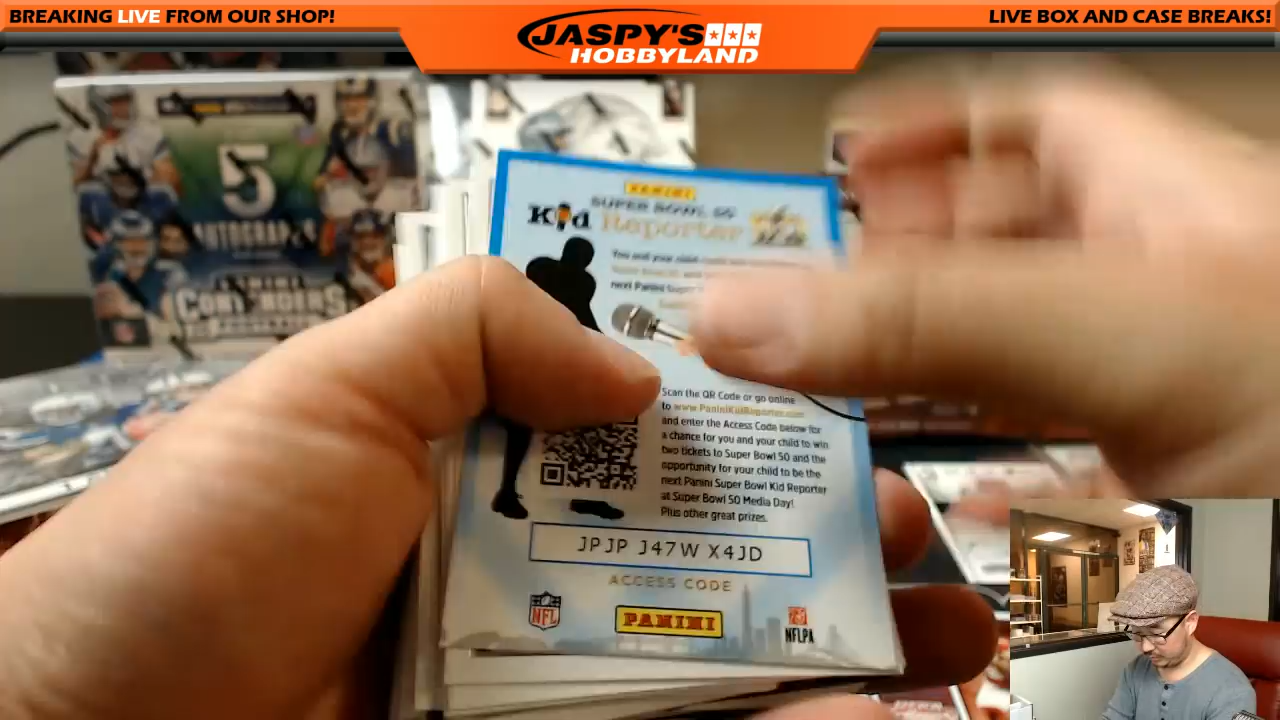 BREAKING LIVE FROM OUR SHOP!
JASPY'S
HOBBYLAND
LIVE BOX AND CASE BREAKS!
5
AUTOGRAPHS
PANINI
CONTENDERS
PANINI
SUPER BOWL 50
Kid Reporter
You and your child
next Panini Super
Scan the QR Code or go online
to www.PaniniKidReporter.com
and enter the Access Code below for
a chance for you and your child to win
two tickets to Super Bowl 50 and the
opportunity for your child to be the
next Panini Super Bowl Kid Reporter
at Super Bowl 50 Media Day!
Plus other great prizes.
JPJP J47W X4JD
ACCESS CODE
NFL
PANINI
NFLPA